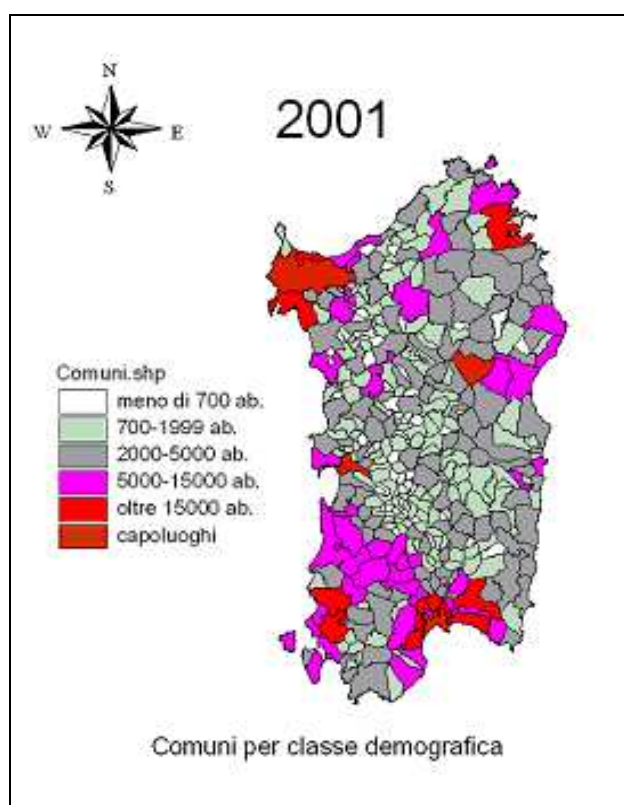 N
2001
W E
S
Comuni.shp
meno di 700 ab.
700-1999 ab.
2000-5000 ab.
5000-15000 ab.
oltre 15000 ab.
capoluoghi
Comuni per classe demografica